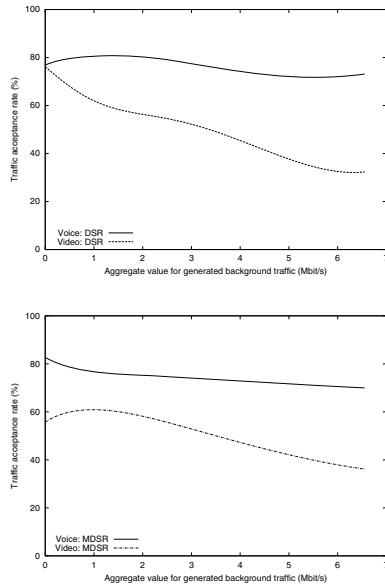 100
80
60
40
20
0
Traffic acceptance rate (%)
Voice: DSR
Video: DSR
0 1 2 3 4 5 6 7
Aggregate value for generated background traffic (Mbit/s)
100
80
60
40
20
0
Traffic acceptance rate (%)
Voice: MDSR
Video: MDSR
0 1 2 3 4 5 6 7
Aggregate value for generated background traffic (Mbit/s)